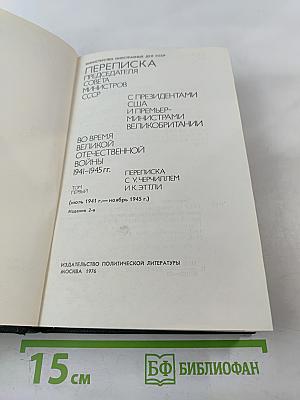 МИНИСТЕРСТВО ИНОСТРАННЫХ ДЕЛ СССР
ПЕРЕПИСКА
ПРЕДСЕДАТЕЛЯ
СОВЕТА
МИНИСТРОВ
СССР
С ПРЕЗИДЕНТАМИ
США
И ПРЕМЬЕР-
МИНИСТРАМИ
ВЕЛИКОБРИТАНИИ
ВО ВРЕМЯ
ВЕЛИКОЙ
ОТЕЧЕСТВЕННОЙ
ВОЙНЫ
1941–1945 гг.
ТОМ
ПЕРВЫЙ
ПЕРЕПИСКА
С У. ЧЕРЧИЛЛЕМ
И К. ЭТТЛИ
(июль 1941 г.— ноябрь 1945 г.)
Издание 2-е
ИЗДАТЕЛЬСТВО ПОЛИТИЧЕСКОЙ ЛИТЕРАТУРЫ
МОСКВА 1976
15 см
БФ БИБЛИОФАН